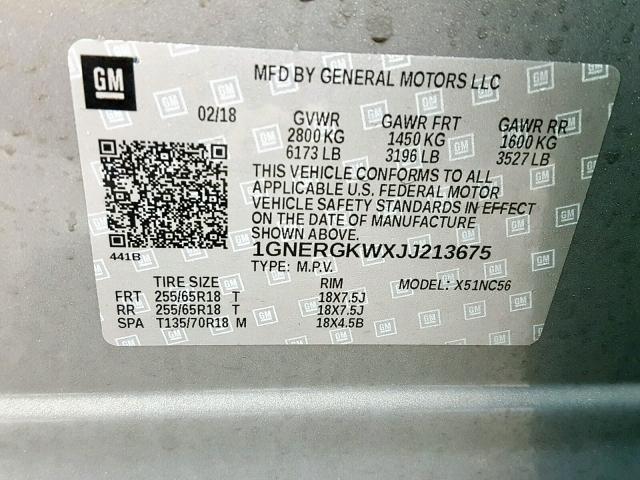 GM
MFD BY GENERAL MOTORS LLC
02/18 GVWR GAWR FRT GAWR RR
2800 KG 1450 KG 1600 KG
6173 LB 3196 LB 3527 LB
THIS VEHICLE CONFORMS TO ALL
APPLICABLE U.S. FEDERAL MOTOR
VEHICLE SAFETY STANDARDS IN EFFECT
ON THE DATE OF MANUFACTURE
SHOWN ABOVE.
441B 1GNERGKWXJJ213675
TYPE: M.P.V. MODEL: X51NC56
TIRE SIZE RIM
FRT 255/65R18 T 18X7.5J
RR 255/65R18 T 18X7.5J
SPA T135/70R18 M 18X4.5B